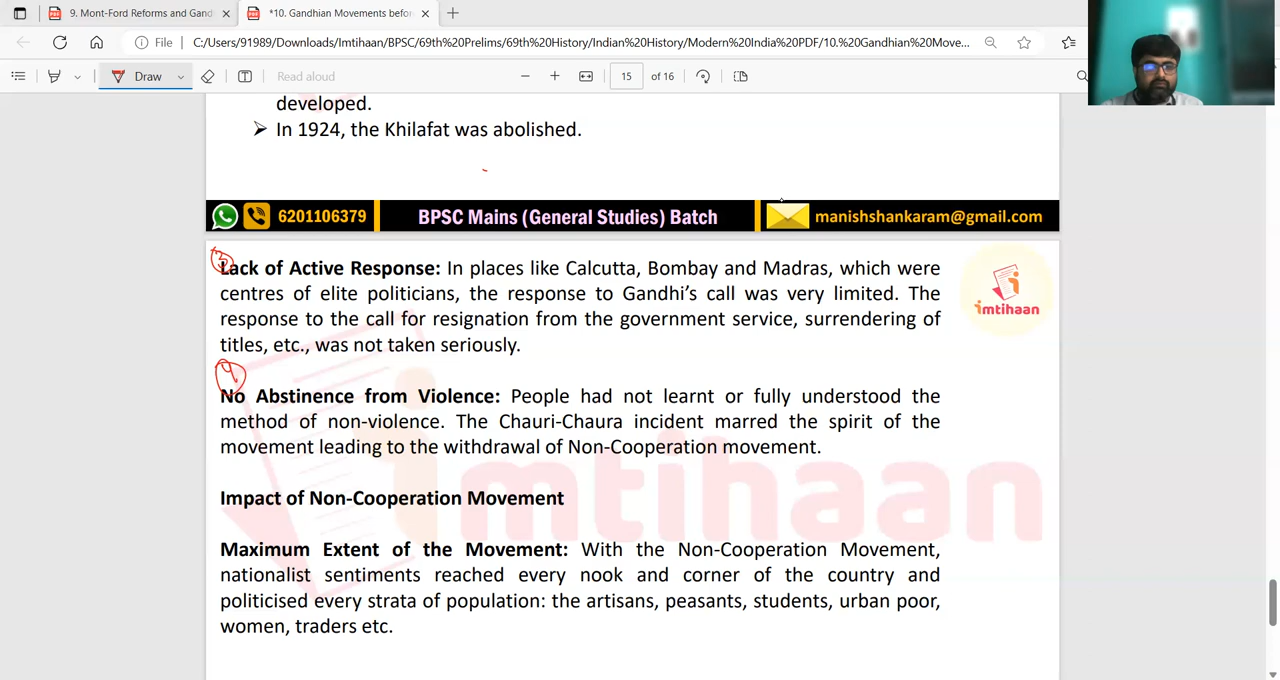 9. Mont-Ford Reforms and Gand
*10. Gandhian Movements befor
File
C:/Users/91989/Downloads/Imtihaan/BPSC/69th%20Prelims/69th%20History/Indian%20History/Modern%20India%20PDF/10.%20Gandhian%20Move...
Draw
Read aloud
15 of 16
developed.
➢ In 1924, the Khilafat was abolished.
6201106379 BPSC Mains (General Studies) Batch manishshankaram@gmail.com
3
Lack of Active Response: In places like Calcutta, Bombay and Madras, which were
centres of elite politicians, the response to Gandhi's call was very limited. The
response to the call for resignation from the government service, surrendering of
titles, etc., was not taken seriously.
imtihaan
No Abstinence from Violence: People had not learnt or fully understood the
method of non-violence. The Chauri-Chaura incident marred the spirit of the
movement leading to the withdrawal of Non-Cooperation movement.
imtihaan
Impact of Non-Cooperation Movement
Maximum Extent of the Movement: With the Non-Cooperation Movement,
nationalist sentiments reached every nook and corner of the country and
politicised every strata of population: the artisans, peasants, students, urban poor,
women, traders etc.